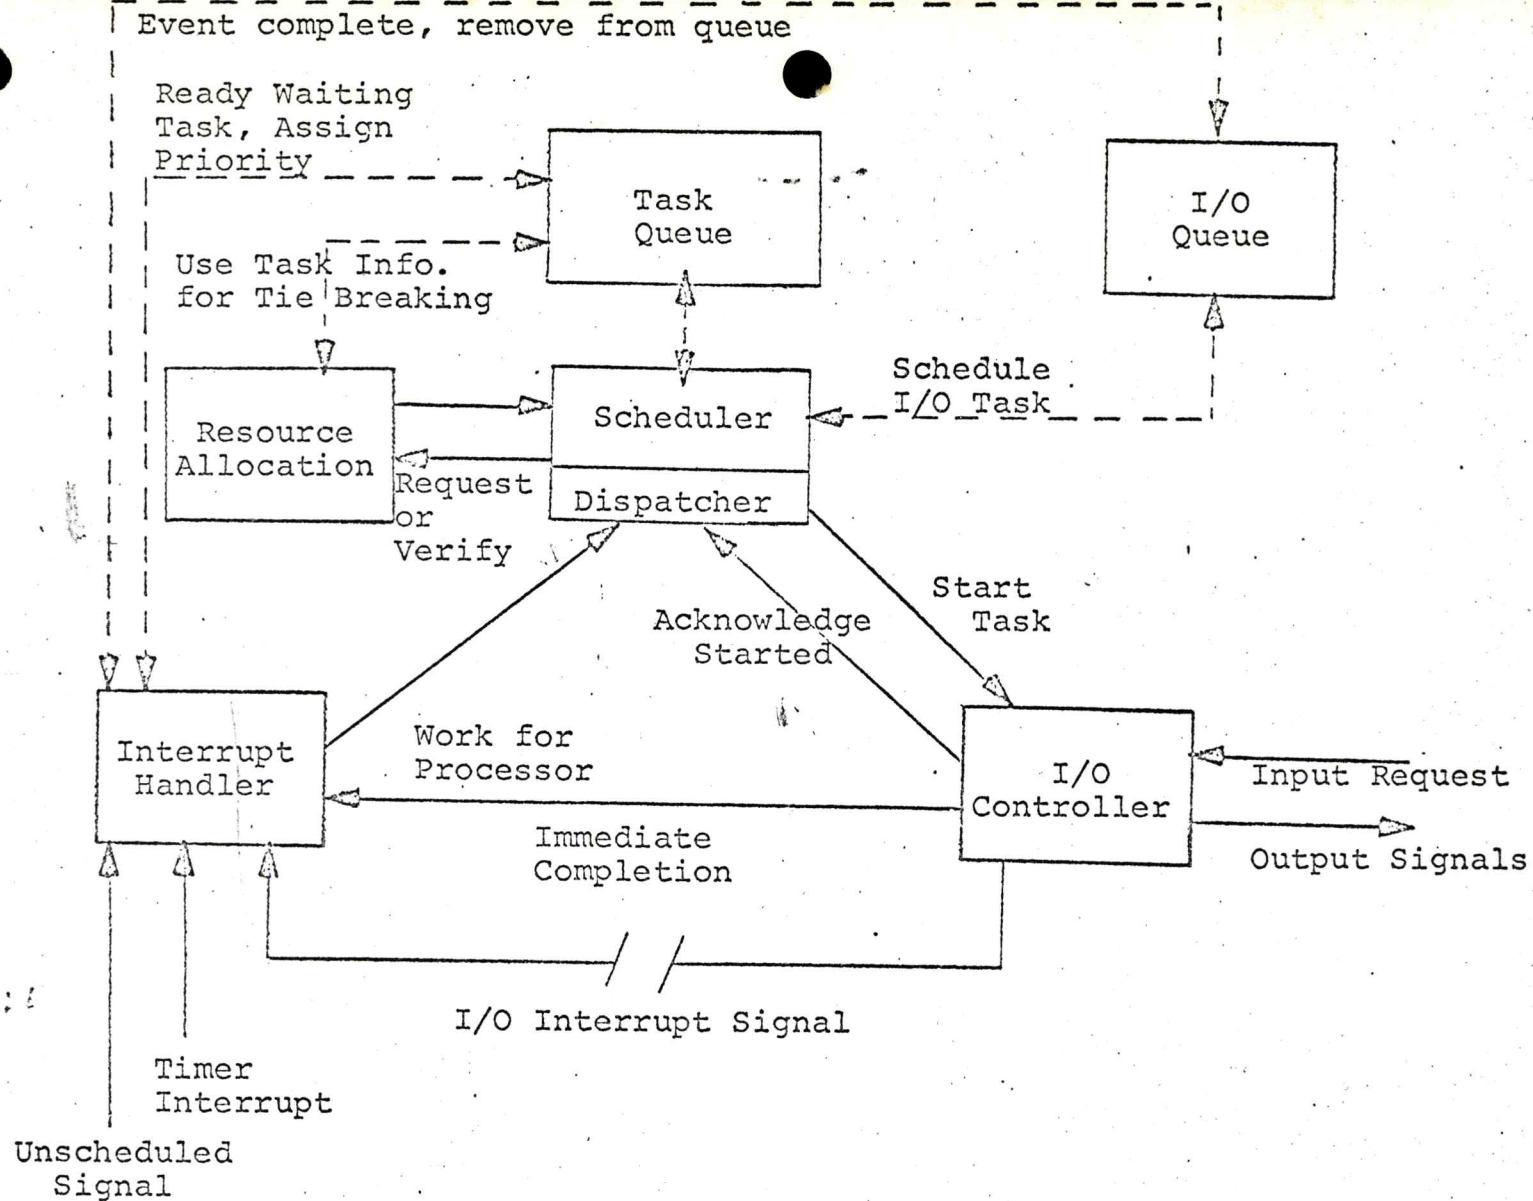 Event complete, remove from queue
Ready Waiting
Task, Assign
Priority
Task
Queue
I/O
Queue
Use Task Info.
for Tie Breaking
Schedule
I/O Task
Resource
Allocation
Scheduler
Request
or
Verify
Dispatcher
Start
Task
Acknowledge
Started
Interrupt
Handler
Work for
Processor
I/O
Controller
Input Request
Immediate
Completion
Output Signals
I/O Interrupt Signal
Timer
Interrupt
Unscheduled
Signal